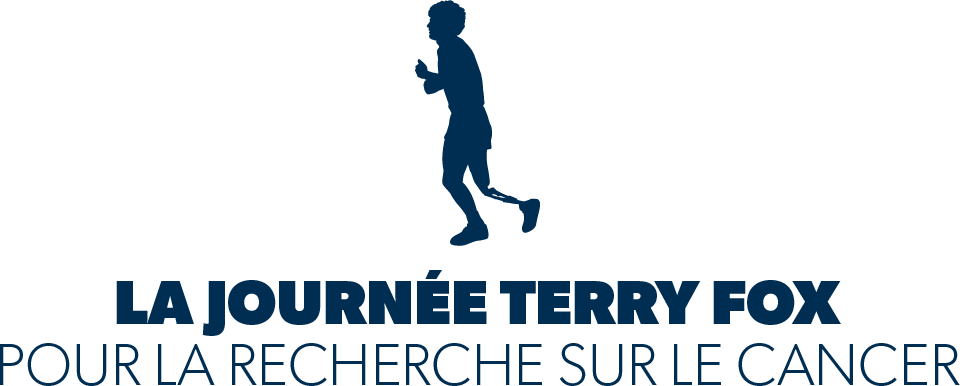 LA JOURNÉE TERRY FOX
POUR LA RECHERCHE SUR LE CANCER